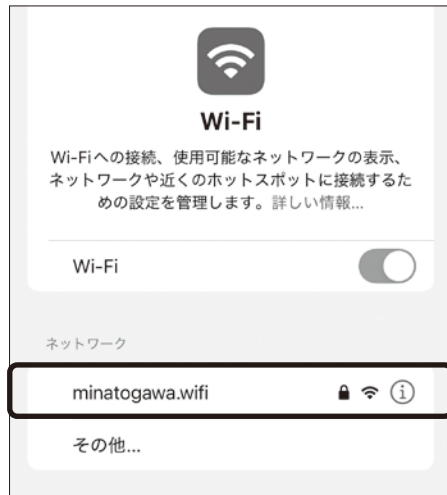 Wi-Fi
Wi-Fiへの接続、使用可能なネットワークの表示、
ネットワークや近くのホットスポットに接続するた
めの設定を管理します。詳しい情報...
Wi-Fi
ネットワーク
minatogawa.wifi
その他...